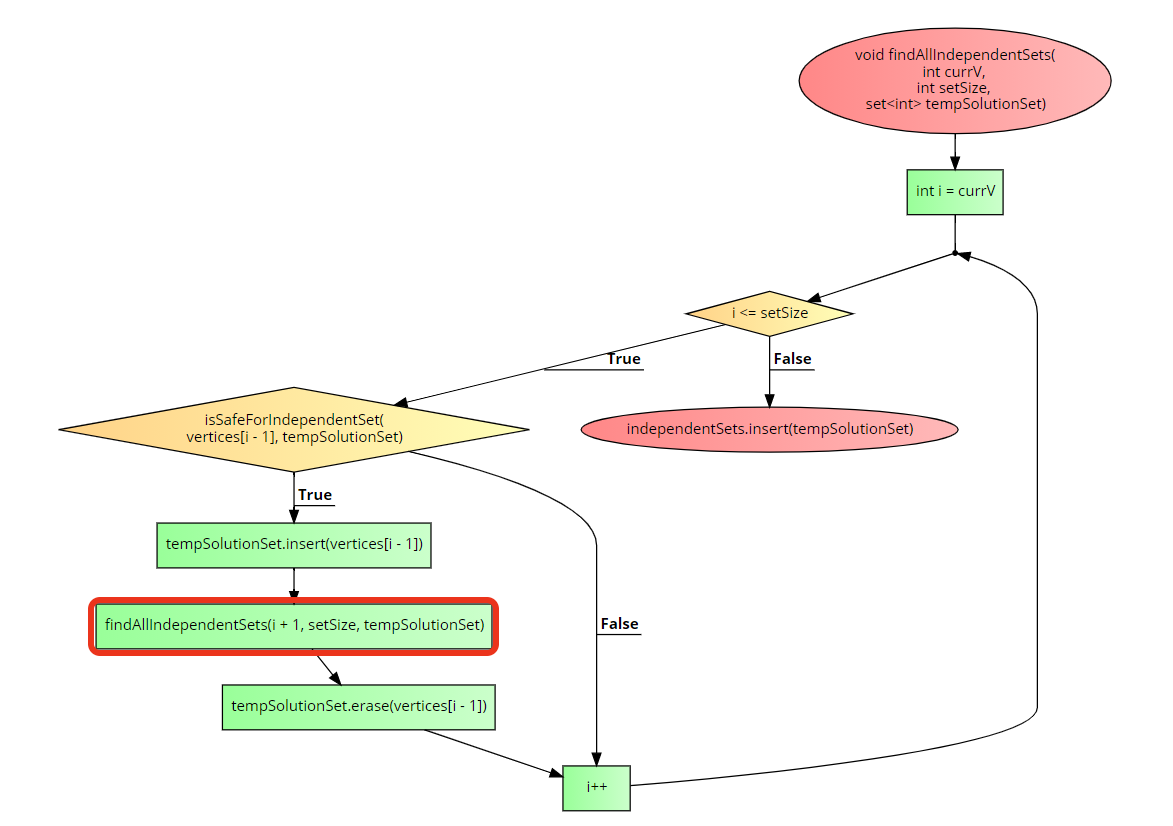 void findAllIndependentSets(
int currV,
int setSize,
set<int> tempSolutionSet)
int i = currV
i <= setSize
True
False
isSafeForIndependentSet(
vertices[i - 1], tempSolutionSet)
independentSets.insert(tempSolutionSet)
True
tempSolutionSet.insert(vertices[i - 1])
findAllIndependentSets(i + 1, setSize, tempSolutionSet)
False
tempSolutionSet.erase(vertices[i - 1])
i++